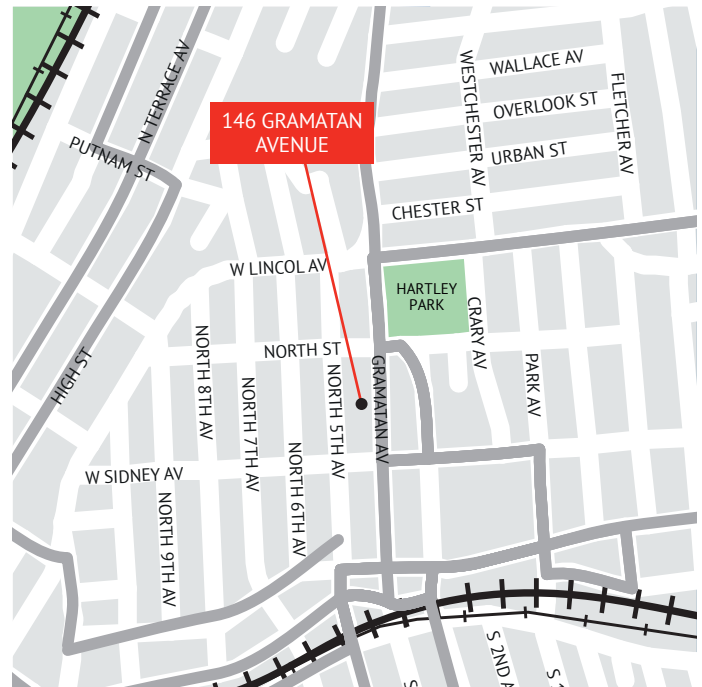 WALLACE AV
WESTCHESTER AV
FLETCHER AV
N TERRACE AV
OVERLOOK ST
146 GRAMATAN
AVENUE
PUTNAM ST
URBAN ST
CHESTER ST
W LINCOL AV
HARTLEY
PARK
CRARY AV
NORTH 8TH AV
NORTH ST
HIGH ST
GRAMATAN AV
PARK AV
NORTH 7TH AV
NORTH 5TH AV
NORTH 6TH AV
W SIDNEY AV
NORTH 9TH AV
S 2ND